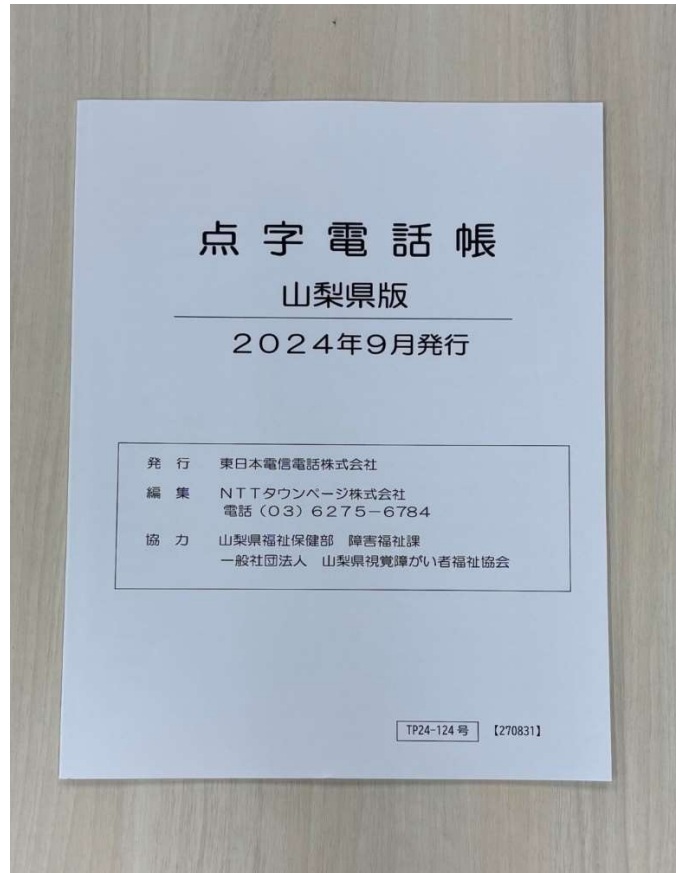 点字電話帳
山梨県版
2024年9月発行
発行 東日本電信電話株式会社
編集 NTTタウンページ株式会社
電話(03)6275-6784
協力 山梨県福祉保健部 障害福祉課
一般社団法人 山梨県視覚障がい者福祉協会
TP24-124号 【270831】